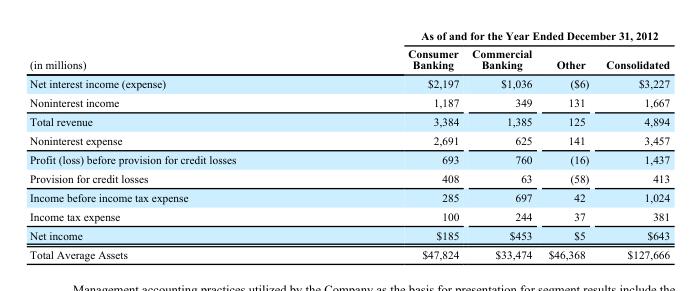 As of and for the Year Ended December 31, 2012
Consumer Commercial
(in millions) Banking Banking Other Consolidated
Net interest income (expense) $2,197 $1,036 ($6) $3,227
Noninterest income 1,187 349 131 1,667
Total revenue 3,384 1,385 125 4,894
Noninterest expense 2,691 625 141 3,457
Profit (loss) before provision for credit losses 693 760 (16) 1,437
Provision for credit losses 408 63 (58) 413
Income before income tax expense 285 697 42 1,024
Income tax expense 100 244 37 381
Net income $185 $453 $5 $643
Total Average Assets $47,824 $33,474 $46,368 $127,666
Management accounting practices utilized by the Company as the basis for presentation for segment results include the